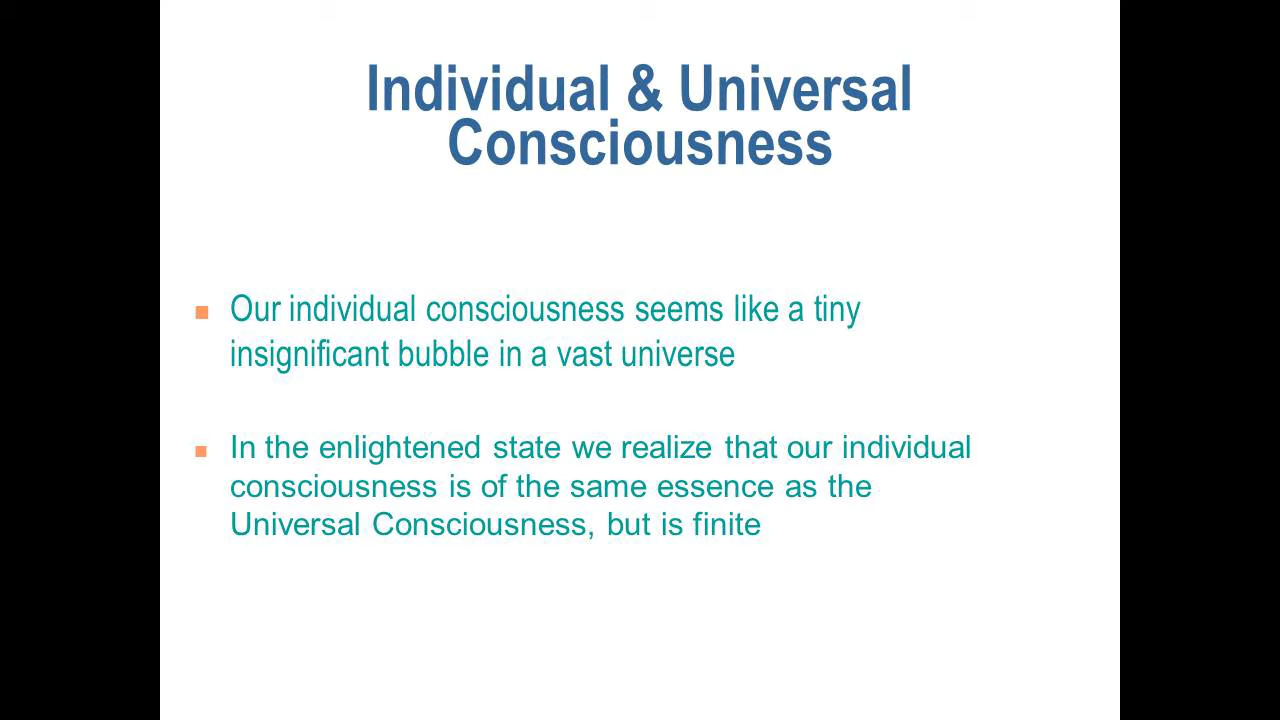 Individual & Universal
Consciousness
Our individual consciousness seems like a tiny
insignificant bubble in a vast universe
In the enlightened state we realize that our individual
consciousness is of the same essence as the
Universal Consciousness, but is finite